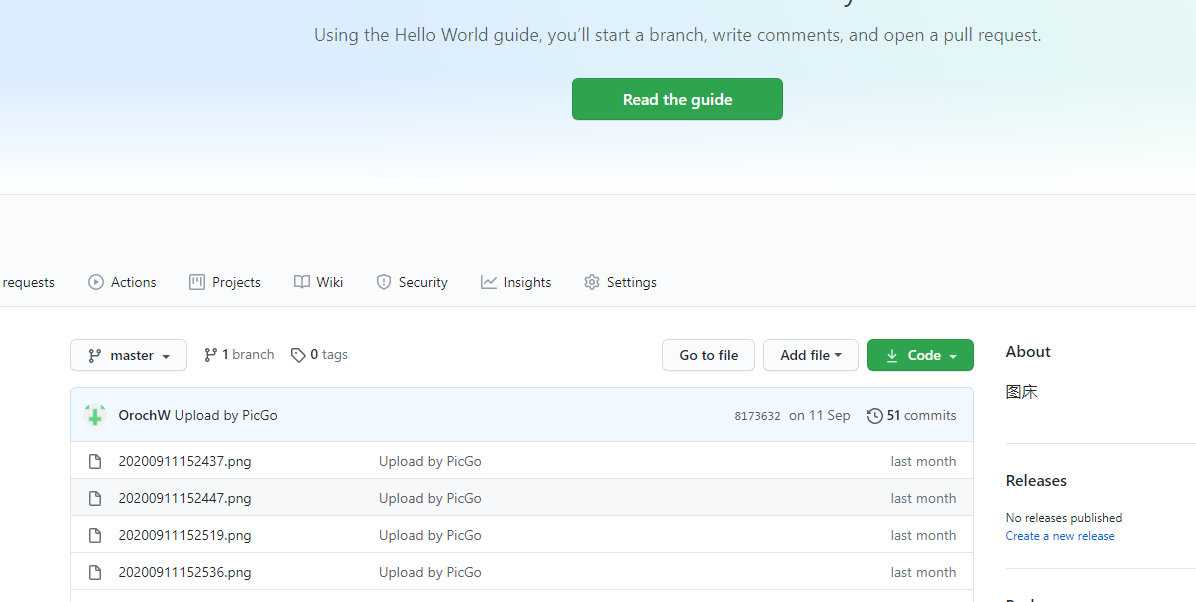 Using the Hello World guide, you’ll start a branch, write comments, and open a pull request.
Read the guide
requests Actions Projects Wiki Security Insights Settings
master 1 branch 0 tags Go to file Add file Code
OrochW Upload by PicGo 8173632 on 11 Sep 51 commits
20200911152437.png Upload by PicGo last month
20200911152447.png Upload by PicGo last month
20200911152519.png Upload by PicGo last month
20200911152536.png Upload by PicGo last month
About
图床
Releases
No releases published
Create a new release